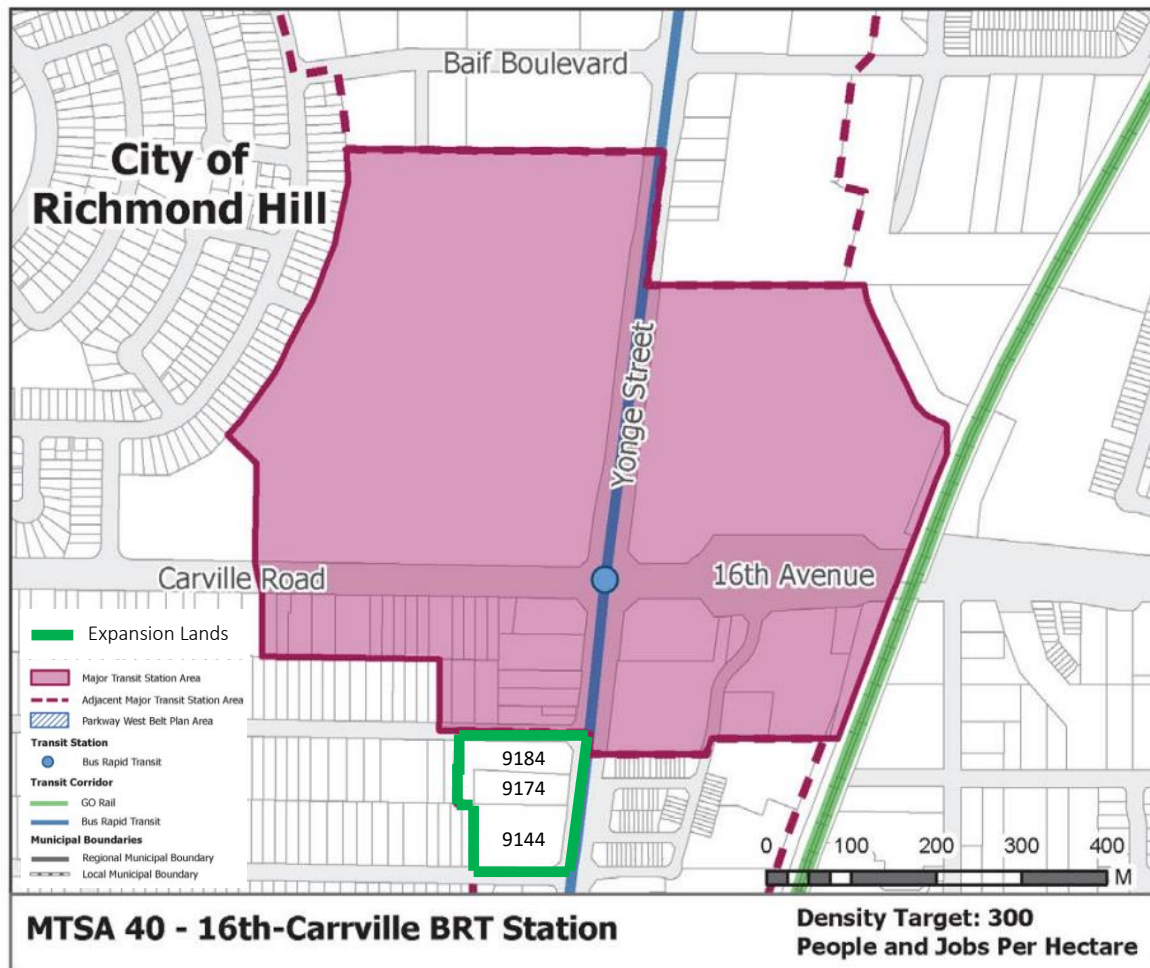 Baif Boulevard
City of
Richmond Hill
Yonge Street
Carville Road
16th Avenue
Expansion Lands
Major Transit Station Area
Adjacent Major Transit Station Area
Parkway West Belt Plan Area
Transit Station
Bus Rapid Transit
Transit Corridor
GO Rail
Bus Rapid Transit
Municipal Boundaries
Regional Municipal Boundary
Local Municipal Boundary
9184
9174
9144
0 100 200 300 400
M
MTSA 40 - 16th-Carrville BRT Station
Density Target: 300
People and Jobs Per Hectare